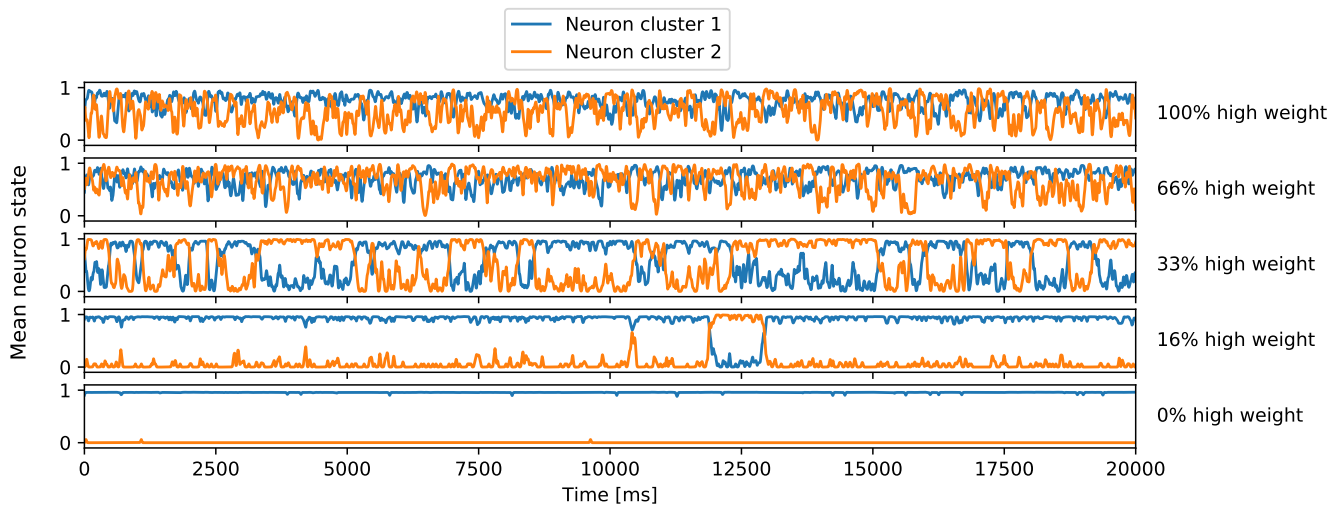 Neuron cluster 1
Neuron cluster 2
Mean neuron state
1
0
100% high weight
1
0
66% high weight
1
0
33% high weight
1
0
16% high weight
1
0
0% high weight
0 2500 5000 7500 10000 12500 15000 17500 20000
Time [ms]